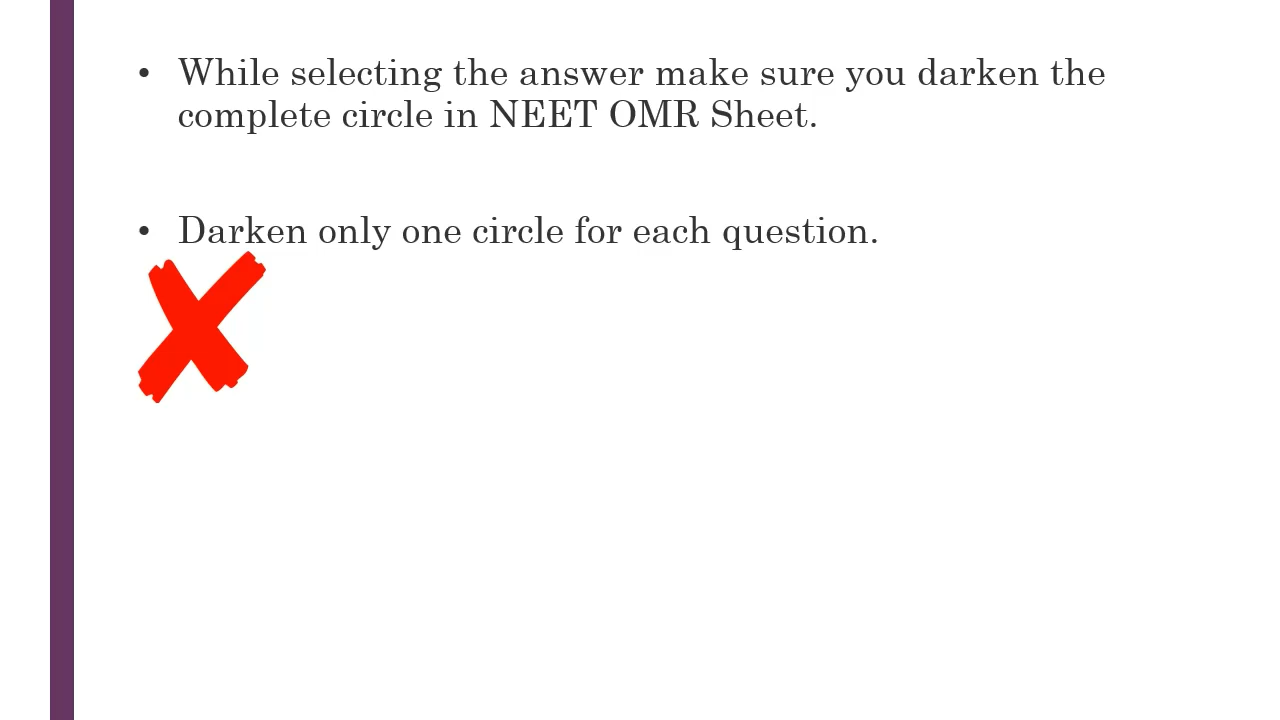 • While selecting the answer make sure you darken the
complete circle in NEET OMR Sheet.
• Darken only one circle for each question.